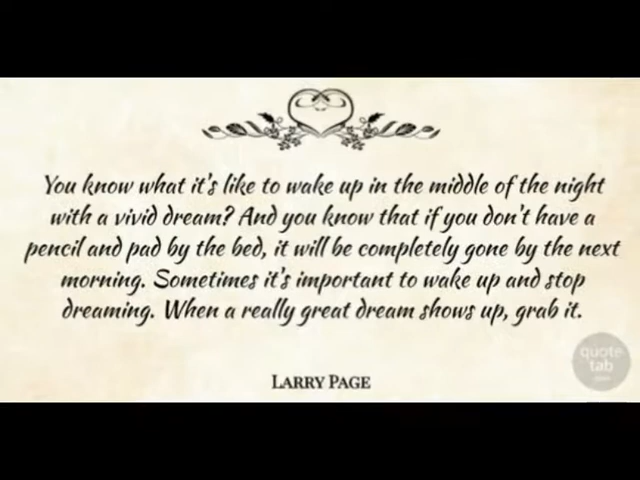 You know what it's like to wake up in the middle of the night
with a vivid dream? And you know that if you don't have a
pencil and pad by the bed, it will be completely gone by the next
morning. Sometimes it's important to wake up and stop
dreaming. When a really great dream shows up, grab it.
Larry Page
quote
tab